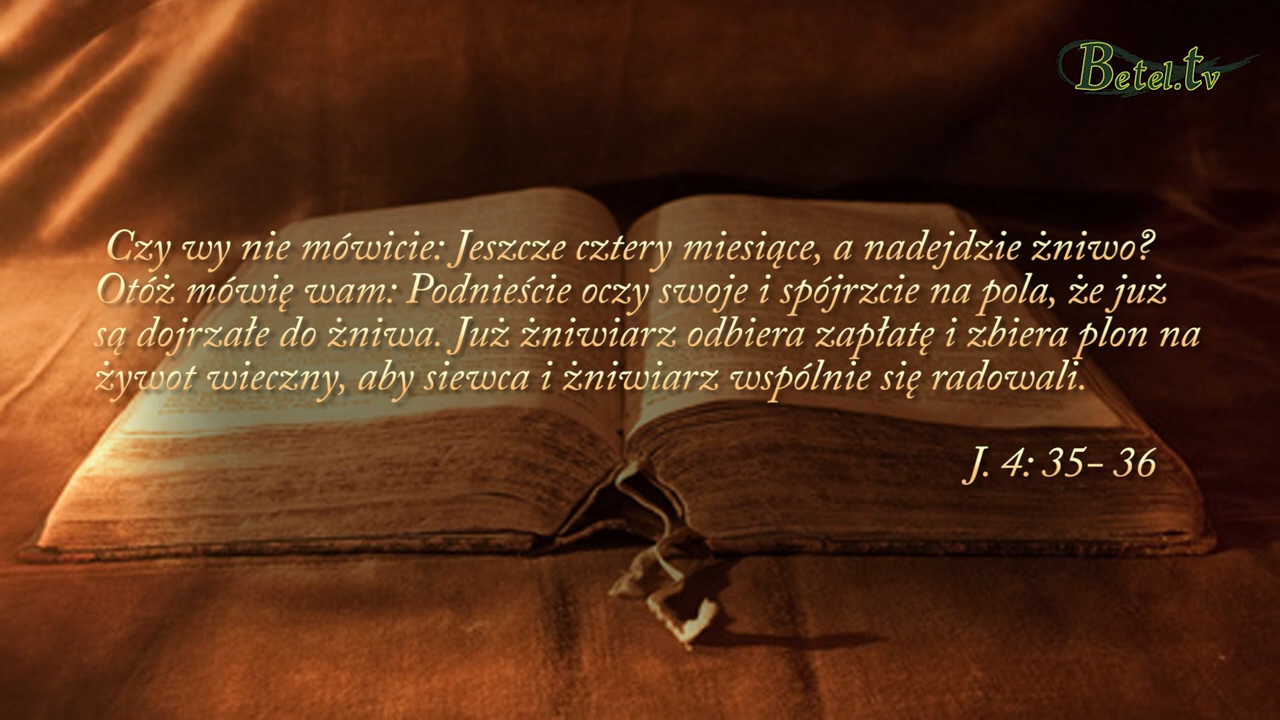 Betel.tv
Czy wy nie mówicie: Jeszcze cztery miesiące, a nadejdzie żniwo?
Otóż mówię wam: Podnieście oczy swoje i spójrzcie na pola, że już
są dojrzałe do żniwa. Już żniwiarz odbiera zapłatę i zbiera plon na
żywot wieczny, aby siewca i żniwiarz wspólnie się radowali.
J. 4: 35– 36